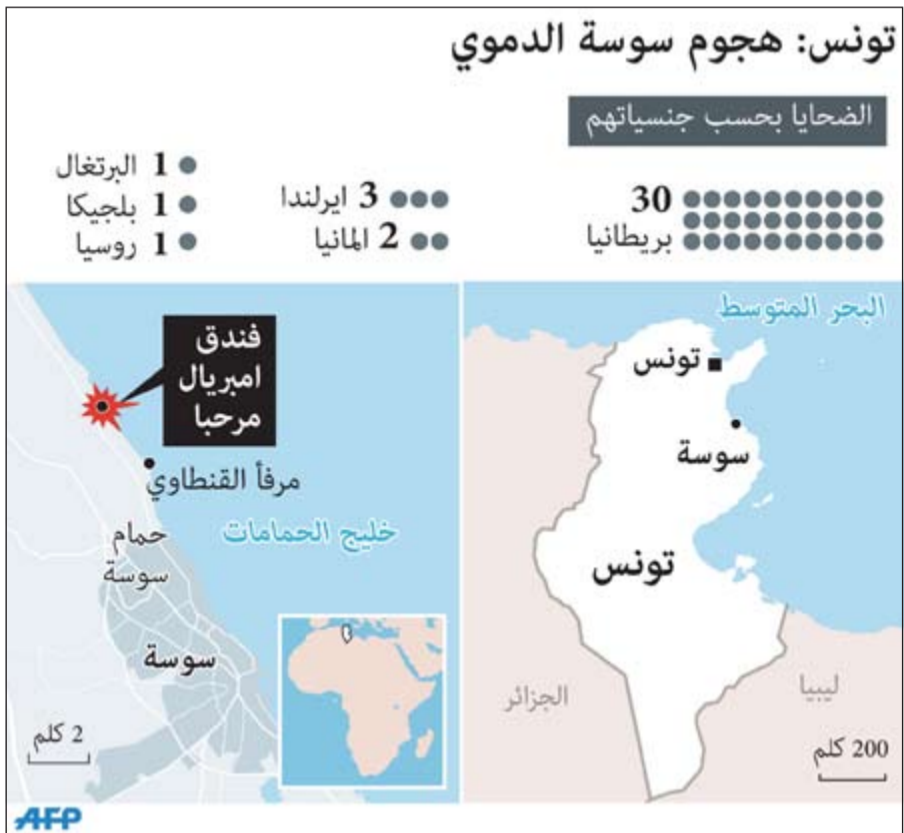 تونس: هجوم سوسة الدموي
الضحايا بحسب جنسياتهم
30
بريطانيا
3 ايرلندا
2 المانيا
1 البرتغال
1 بلجيكا
1 روسيا
البحر المتوسط
تونس
سوسة
تونس
الجزائر
ليبيا
200 كلم
فندق
امبريال
مرحبا
مرفأ القنطاوي
خليج الحمامات
حمام
سوسة
سوسة
2 كلم
AFP